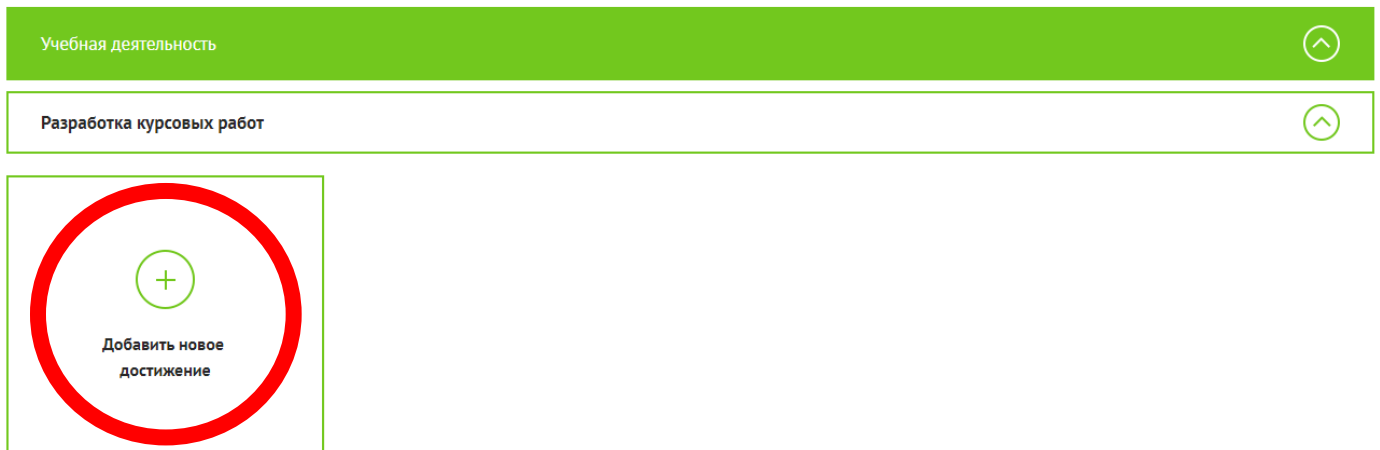 Учебная деятельность
Разработка курсовых работ
Добавить новое
достижение